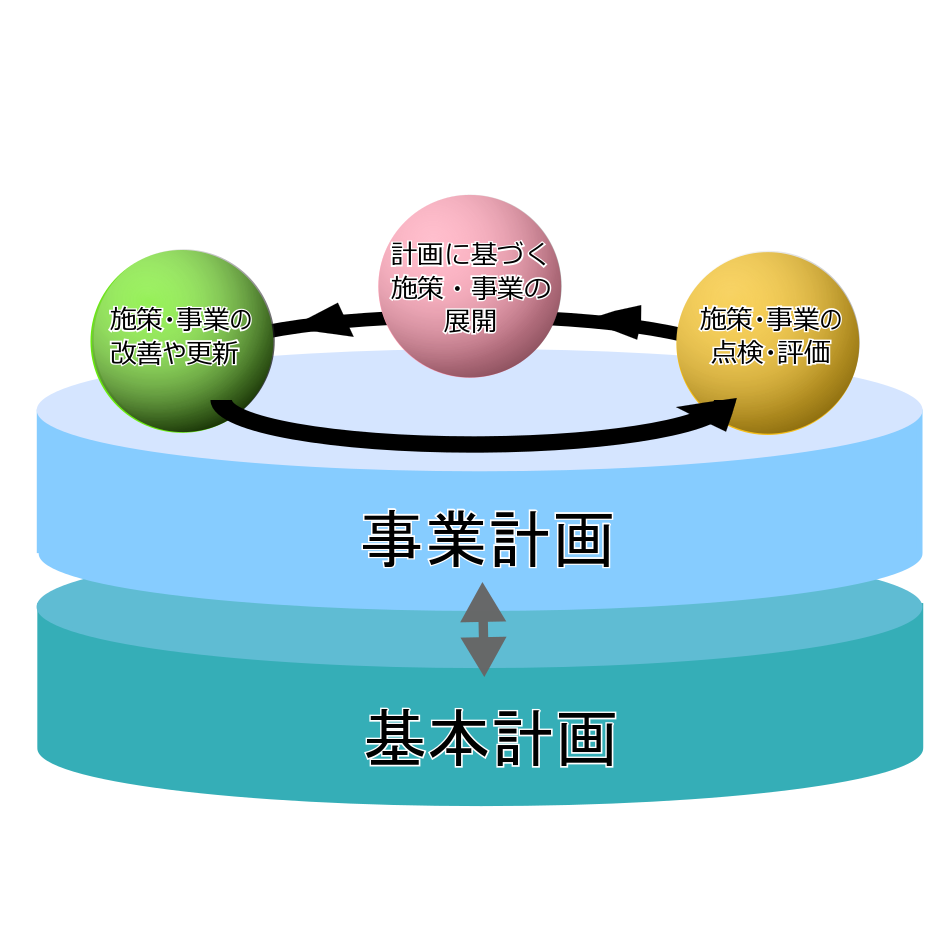 計画に基づく
施策・事業の
展開
施策・事業の
改善や更新
施策・事業の
点検・評価
事業計画
基本計画